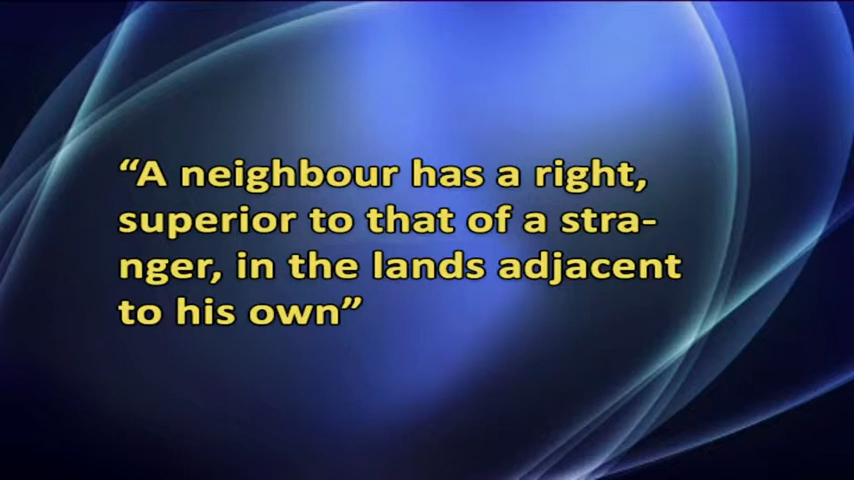 “A neighbour has a right,
superior to that of a stra-
nger, in the lands adjacent
to his own”